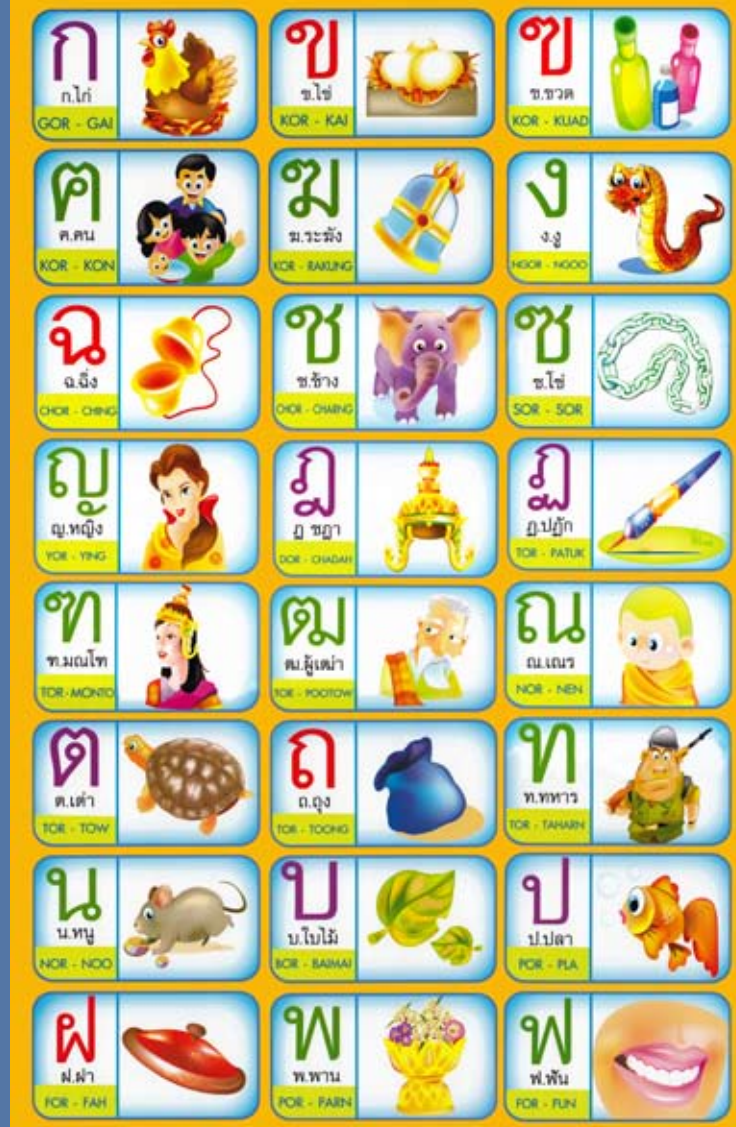 ก
ก.ไก่
GOR - GAI
ข
ข.ไข่
KOR - KAI
ฃ
ฃ.ขวด
KOR - KUAD
ฅ
ฅ.คน
KOR - KON
ฆ
ฆ.ระฆัง
KOR - RAKUNG
ง
ง.งู
NGOR - NGOO
ฉ
ฉ.ฉิ่ง
CHOR - CHING
ช
ช.ช้าง
CHOR - CHARNG
ซ
ซ.โซ่
SOR - SOR
ญ
ญ.หญิง
YOR - YING
ฎ
ฎ ชฎา
DOR - CHADAH
ฏ
ฏ.ปฏัก
TOR - PATUK
ฑ
ฑ.มณโฑ
TOR - MONTO
ฒ
ฒ.ผู้เฒ่า
TOR - POOTOW
ณ
ณ.เณร
NOR - NEN
ต
ต.เต่า
TOR - TOW
ถ
ถ.ถุง
TOR - TOONG
ท
ท.ทหาร
TOR - TAHARN
น
น.หนู
NOR - NOO
บ
บ.ใบไม้
BOR - BAIMAI
ป
ป.ปลา
POR - PLA
ฝ
ฝ.ฝา
FOR - FAH
พ
พ.พาน
POR - PARN
ฟ
ฟ.ฟัน
FOR - FUN